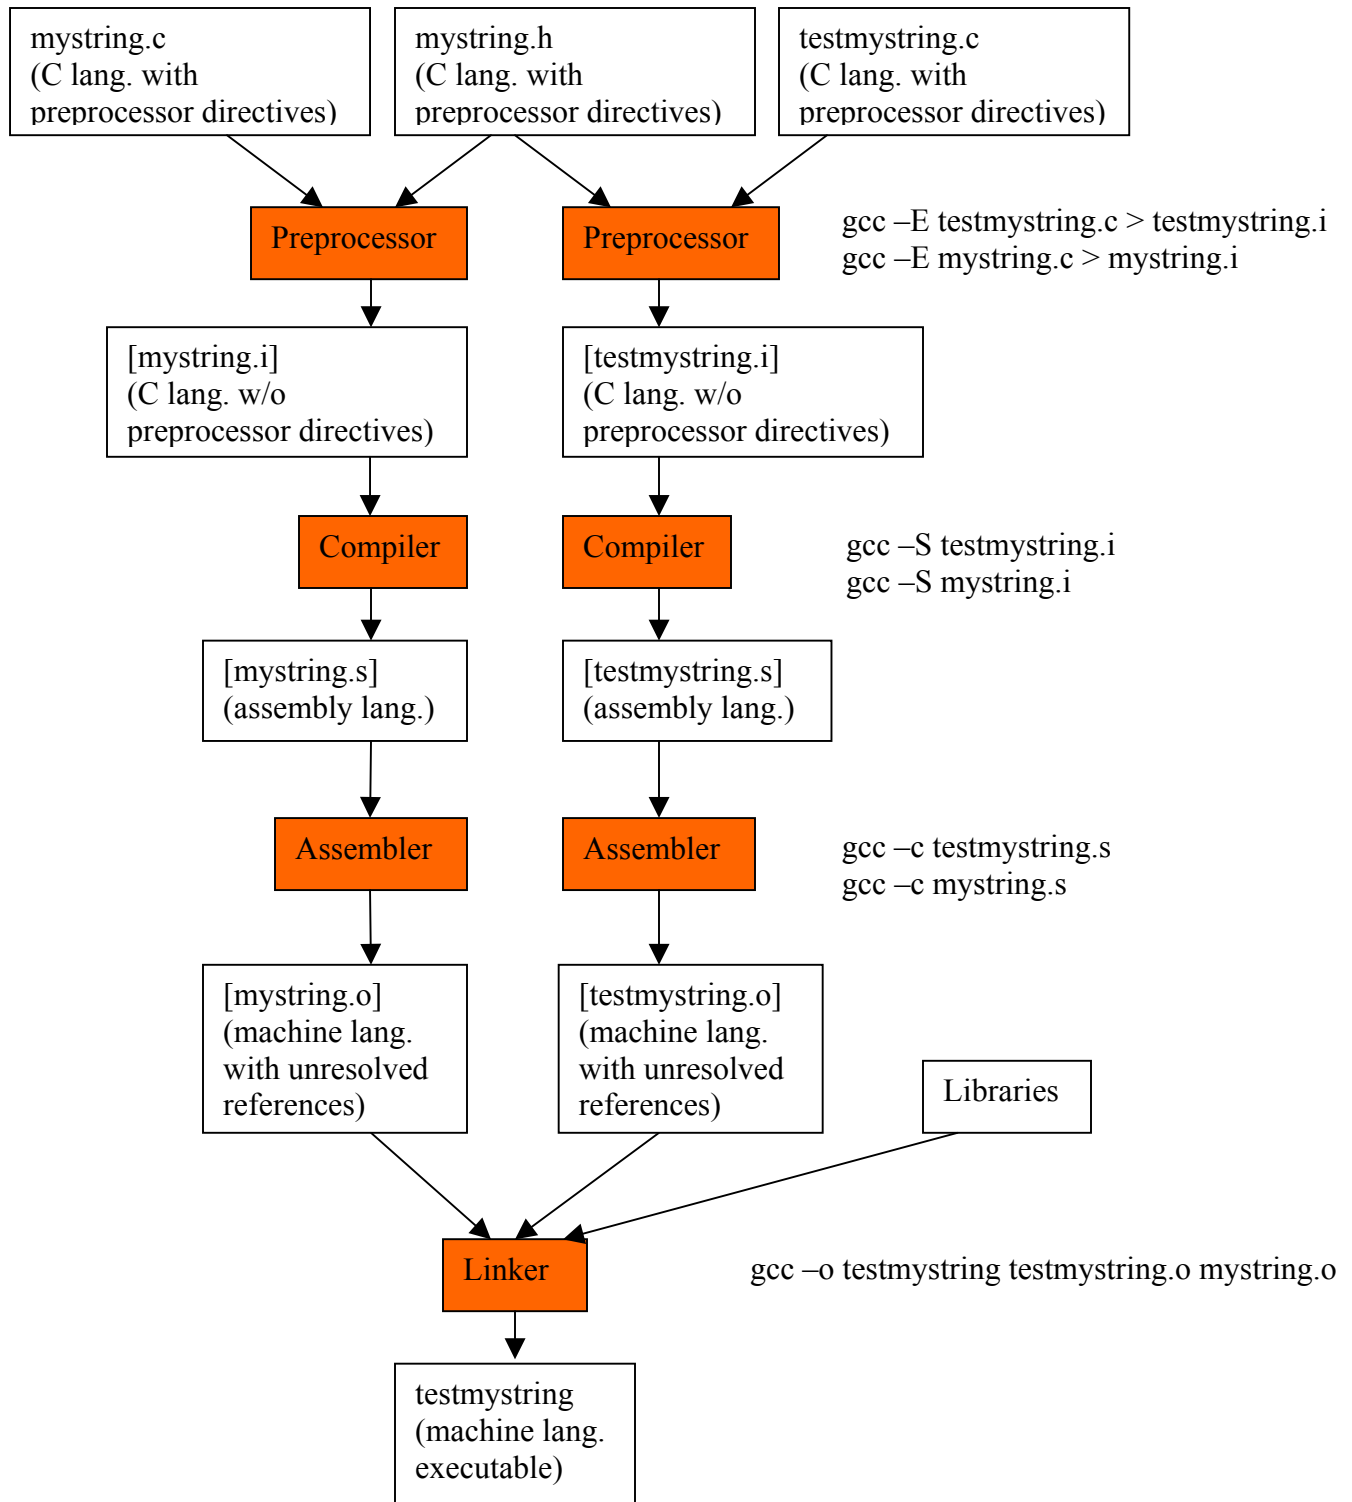 mystring.c
(C lang. with
preprocessor directives)
mystring.h
(C lang. with
preprocessor directives)
testmystring.c
(C lang. with
preprocessor directives)
Preprocessor
Preprocessor
gcc –E testmystring.c > testmystring.i
gcc –E mystring.c > mystring.i
[mystring.i]
(C lang. w/o
preprocessor directives)
[testmystring.i]
(C lang. w/o
preprocessor directives)
Compiler
Compiler
gcc –S testmystring.i
gcc –S mystring.i
[mystring.s]
(assembly lang.)
[testmystring.s]
(assembly lang.)
Assembler
Assembler
gcc –c testmystring.s
gcc –c mystring.s
[mystring.o]
(machine lang.
with unresolved
references)
[testmystring.o]
(machine lang.
with unresolved
references)
Libraries
Linker
gcc –o testmystring testmystring.o mystring.o
testmystring
(machine lang.
executable)